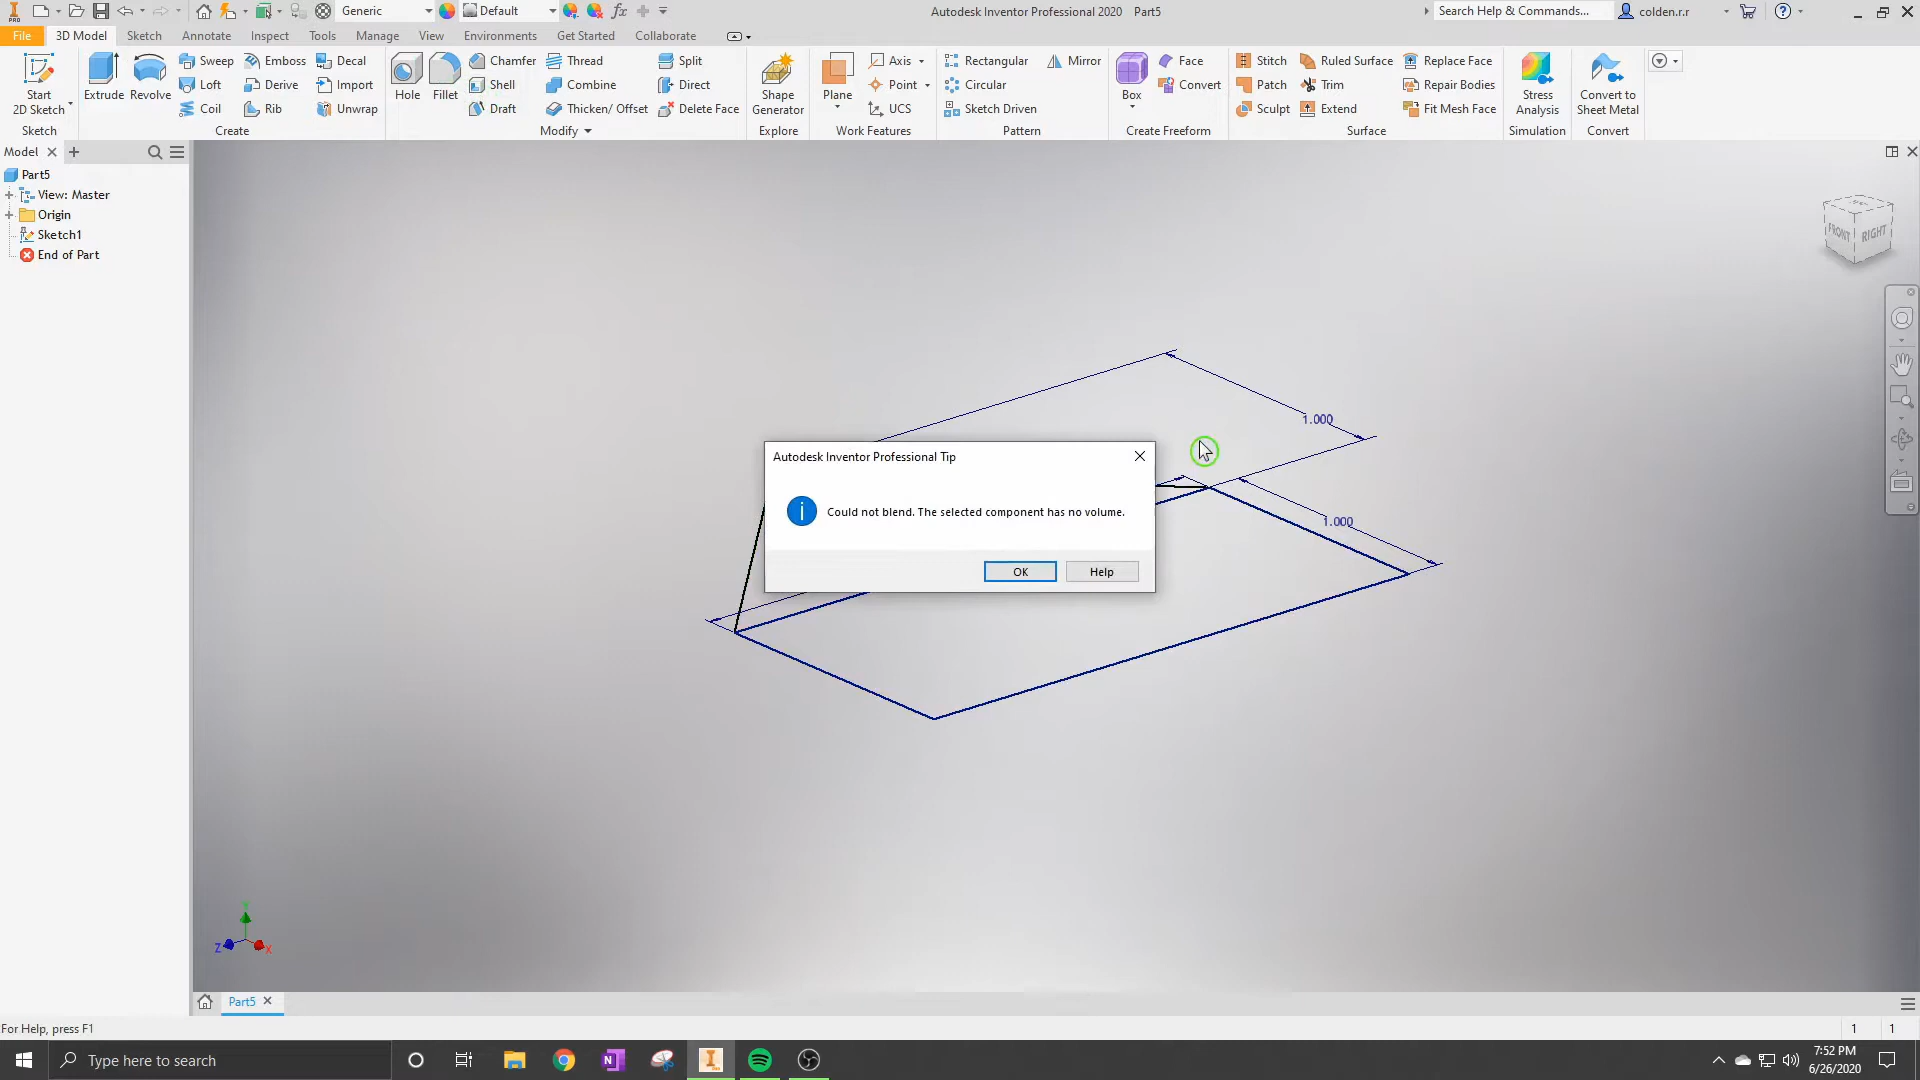 PRO
Generic
Default
fx
Autodesk Inventor Professional 2020 Part5
Search Help & Commands...
colden.r.r
File 3D Model Sketch Annotate Inspect Tools Manage View Environments Get Started Collaborate
Start
2D Sketch
Sketch
Extrude
Revolve
Sweep
Loft
Coil
Emboss
Derive
Rib
Decal
Import
Unwrap
Create
Hole
Fillet
Chamfer
Shell
Draft
Thread
Combine
Thicken/ Offset
Split
Direct
Delete Face
Modify
Shape
Generator
Explore
Plane
Axis
Point
UCS
Work Features
Rectangular
Circular
Sketch Driven
Mirror
Pattern
Box
Face
Convert
Create Freeform
Stitch
Patch
Sculpt
Ruled Surface
Trim
Extend
Replace Face
Repair Bodies
Fit Mesh Face
Surface
Stress
Analysis
Simulation
Convert to
Sheet Metal
Convert
Model
Part5
View: Master
Origin
Sketch1
End of Part
FRONT
RIGHT
1.000
1.000
Autodesk Inventor Professional Tip
Could not blend. The selected component has no volume.
OK
Help
Y
Z
X
Part5
For Help, press F1
1 1
Type here to search
7:52 PM
6/26/2020